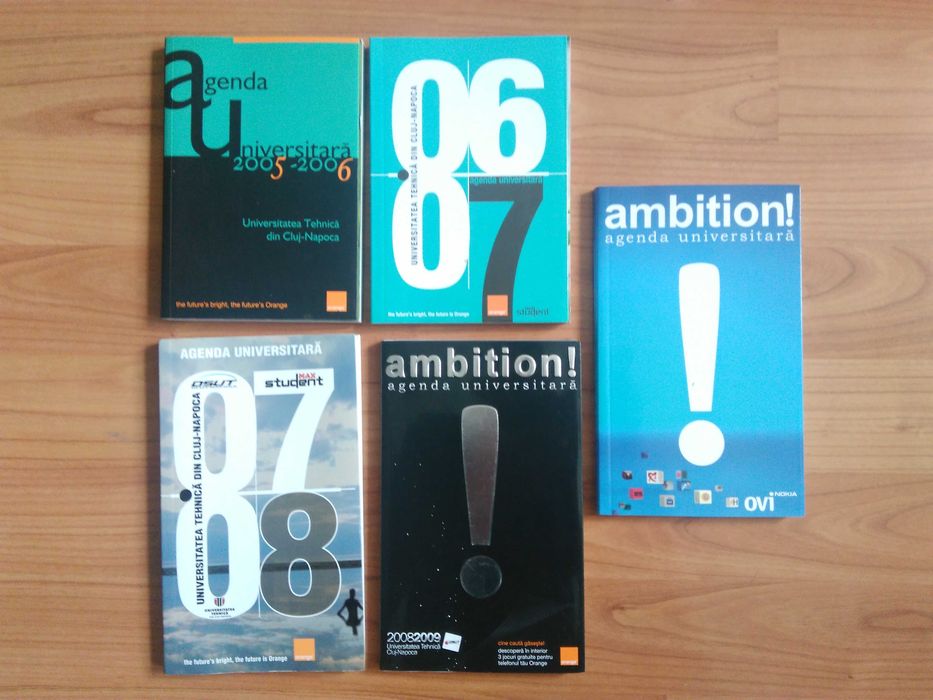 agenda
universitară
2005-2006
Universitatea Tehnică
din Cluj-Napoca
the future's bright, the future's Orange
orange
06
07
UNIVERSITATEA TEHNICĂ DIN CLUJ-NAPOCA
agenda universitară
the future's bright, the future is Orange
orange
student
ambition!
agenda universitară
!
NOKIA
ovi
AGENDA UNIVERSITARĂ
OSUT
MAX
student
07
08
UNIVERSITATEA TEHNICĂ DIN CLUJ-NAPOCA
UNIVERSITATEA
TEHNICĂ
the future's bright, the future is Orange
orange
ambition!
agenda universitară
!
20082009
Universitatea Tehnică
Cluj-Napoca
cine caută găsește!
descoperă în interior
3 jocuri gratuite pentru
telefonul tău Orange
orange